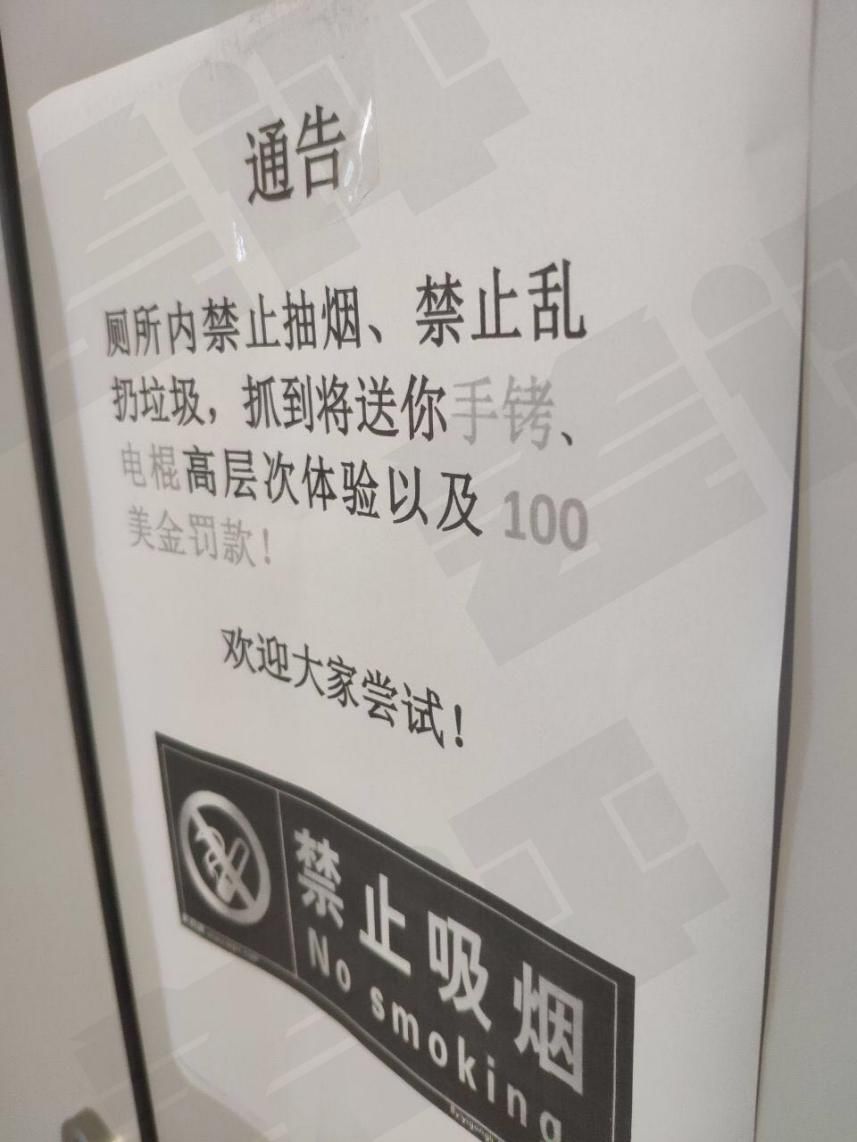 通告
厕所内禁止抽烟、禁止乱
扔垃圾，抓到将送你手铐、
电棍高层次体验以及 100
美金罚款！
欢迎大家尝试！
禁止吸烟
No smoking